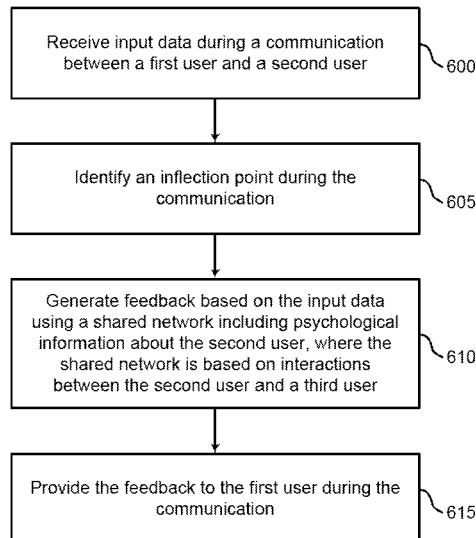 Receive input data during a communication
between a first user and a second user
600
Identify an inflection point during the
communication
605
Generate feedback based on the input data
using a shared network including psychological
information about the second user, where the
shared network is based on interactions
between the second user and a third user
610
Provide the feedback to the first user during the
communication
615